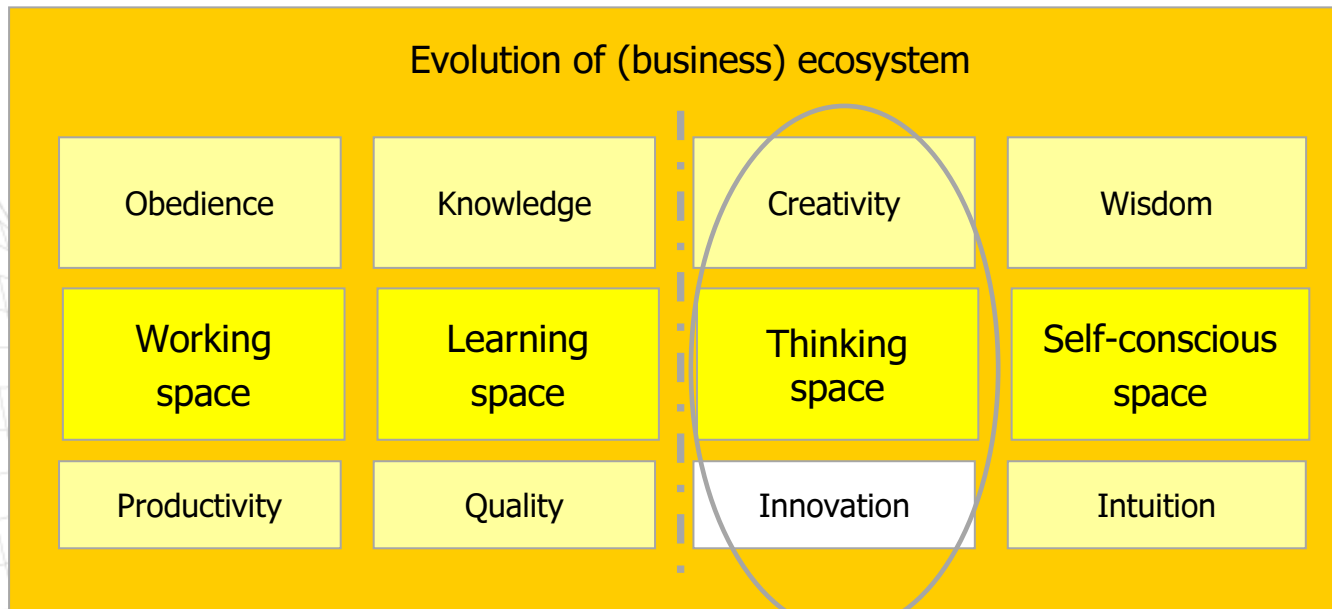 Evolution of (business) ecosystem
Obedience
Knowledge
Creativity
Wisdom
Working
space
Learning
space
Thinking
space
Self-conscious
space
Productivity
Quality
Innovation
Intuition